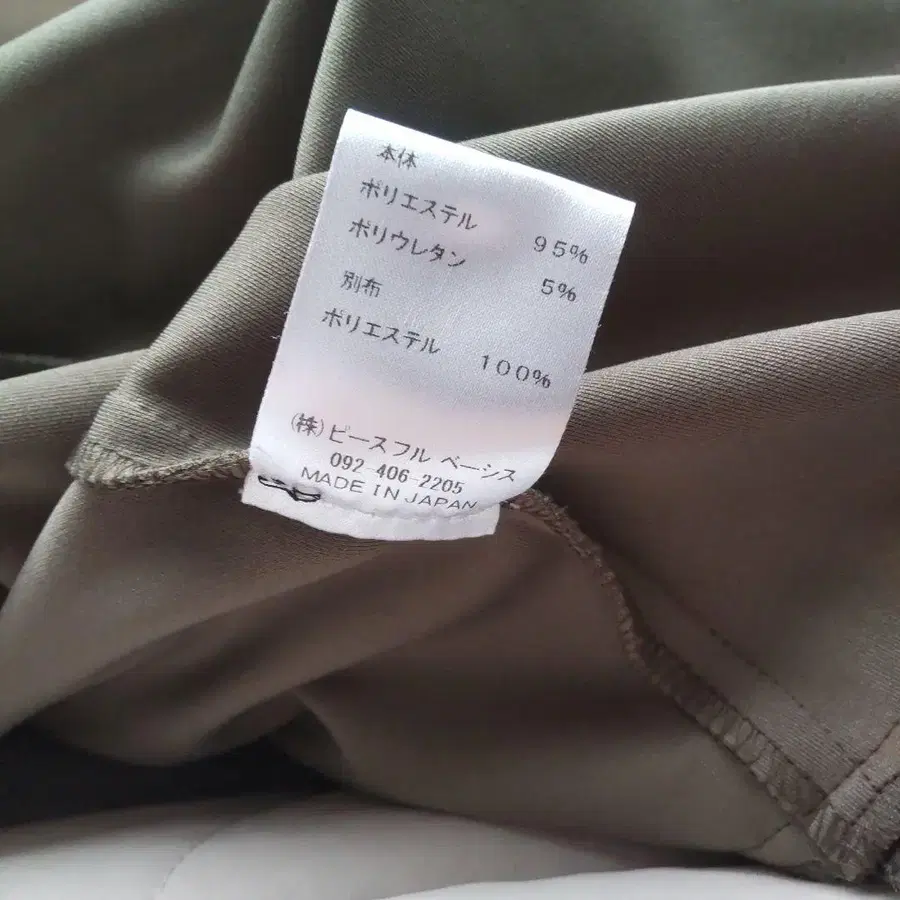 本体
ポリエステル 95%
ポリウレタン 5%
別布
ポリエステル 100%
(株)ピースフル ベーシス
092-406-2205
MADE IN JAPAN